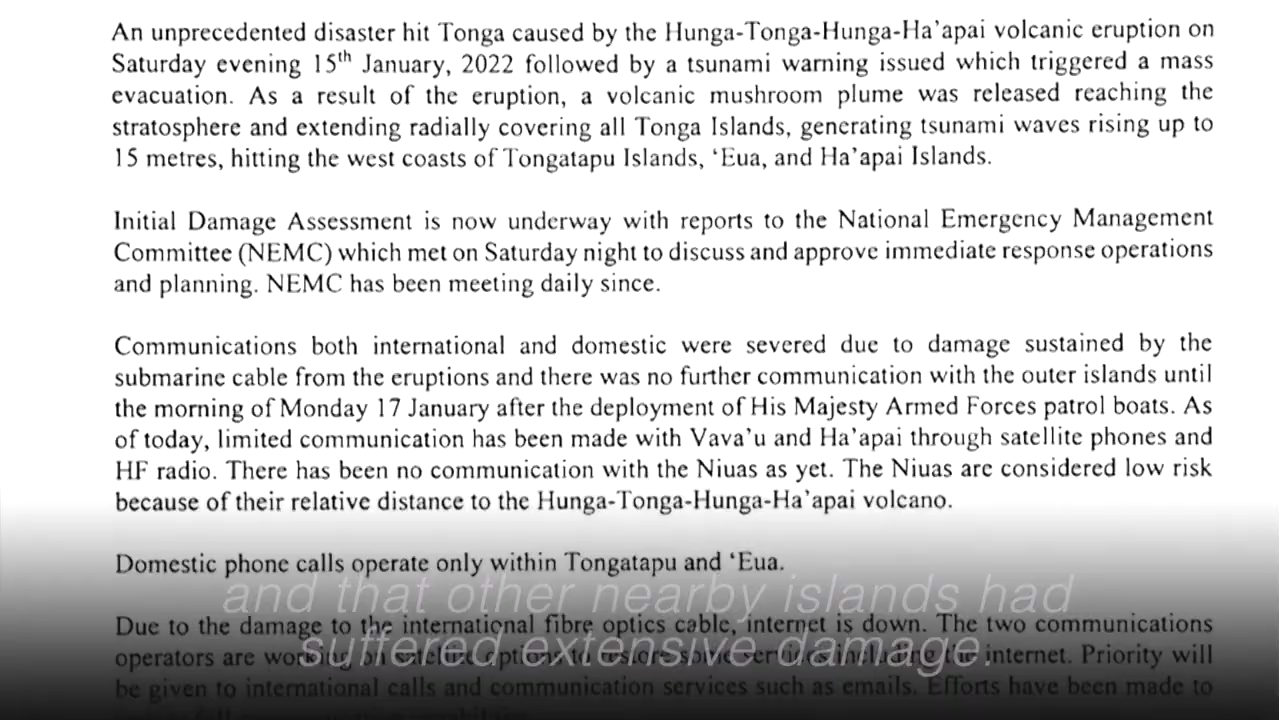 An unprecedented disaster hit Tonga caused by the Hunga-Tonga-Hunga-Ha’apai volcanic eruption on
Saturday evening 15th January, 2022 followed by a tsunami warning issued which triggered a mass
evacuation. As a result of the eruption, a volcanic mushroom plume was released reaching the
stratosphere and extending radially covering all Tonga Islands, generating tsunami waves rising up to
15 metres, hitting the west coasts of Tongatapu Islands, ‘Eua, and Ha’apai Islands.
Initial Damage Assessment is now underway with reports to the National Emergency Management
Committee (NEMC) which met on Saturday night to discuss and approve immediate response operations
and planning. NEMC has been meeting daily since.
Communications both international and domestic were severed due to damage sustained by the
submarine cable from the eruptions and there was no further communication with the outer islands until
the morning of Monday 17 January after the deployment of His Majesty Armed Forces patrol boats. As
of today, limited communication has been made with Vava’u and Ha’apai through satellite phones and
HF radio. There has been no communication with the Niuas as yet. The Niuas are considered low risk
because of their relative distance to the Hunga-Tonga-Hunga-Ha’apai volcano.
Domestic phone calls operate only within Tongatapu and ‘Eua.
and that other nearby islands had
Due to the damage to the international fibre optics cable, internet is down. The two communications
suffered extensive damage.
operators are working on satellite options to restore some services including the internet. Priority will
be given to international calls and communication services such as emails. Efforts have been made to